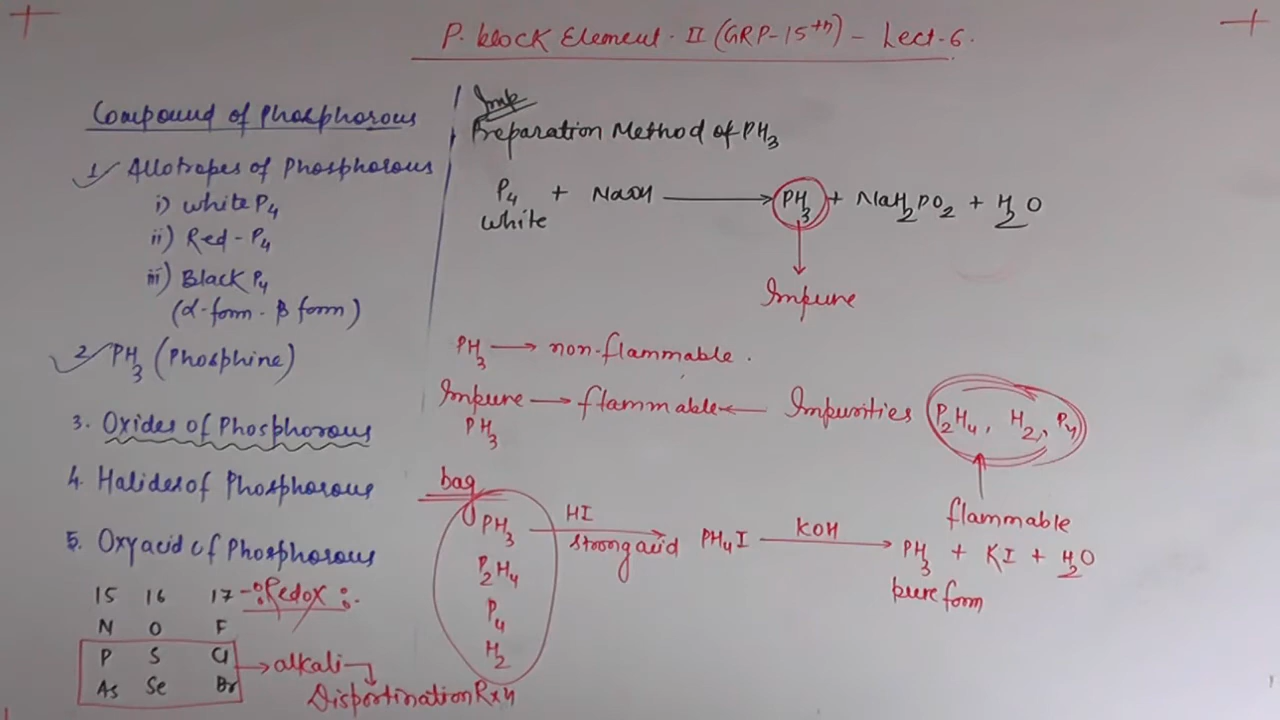 P. block Element. II (GRP-15th) - Lect-6.
Compound of Phosphorous
1) Allotropes of Phosphorous
i) white P4
ii) Red - P4
iii) Black P4
(α-form - β form)
2) PH3 (Phosphine)
3. Oxides of Phosphorous
4. Halides of Phosphorous
5. Oxyacid of Phosphorous
15 16 17 - Redox :-
N O F
P S Cl → alkali
As Se Br
Disportination Rxn
Imp
Preparation Method of PH3
P4 + NaOH → PH3 + NaH2PO2 + H2O
white
Impure
PH3 → non-flammable.
Impure → flammable ← Impurities P2H4, H2, P4
PH3
flammable
bag
PH3 HI → PH4I KOH → PH3 + KI + H2O
strong acid
pure form
P2H4
P4
H2